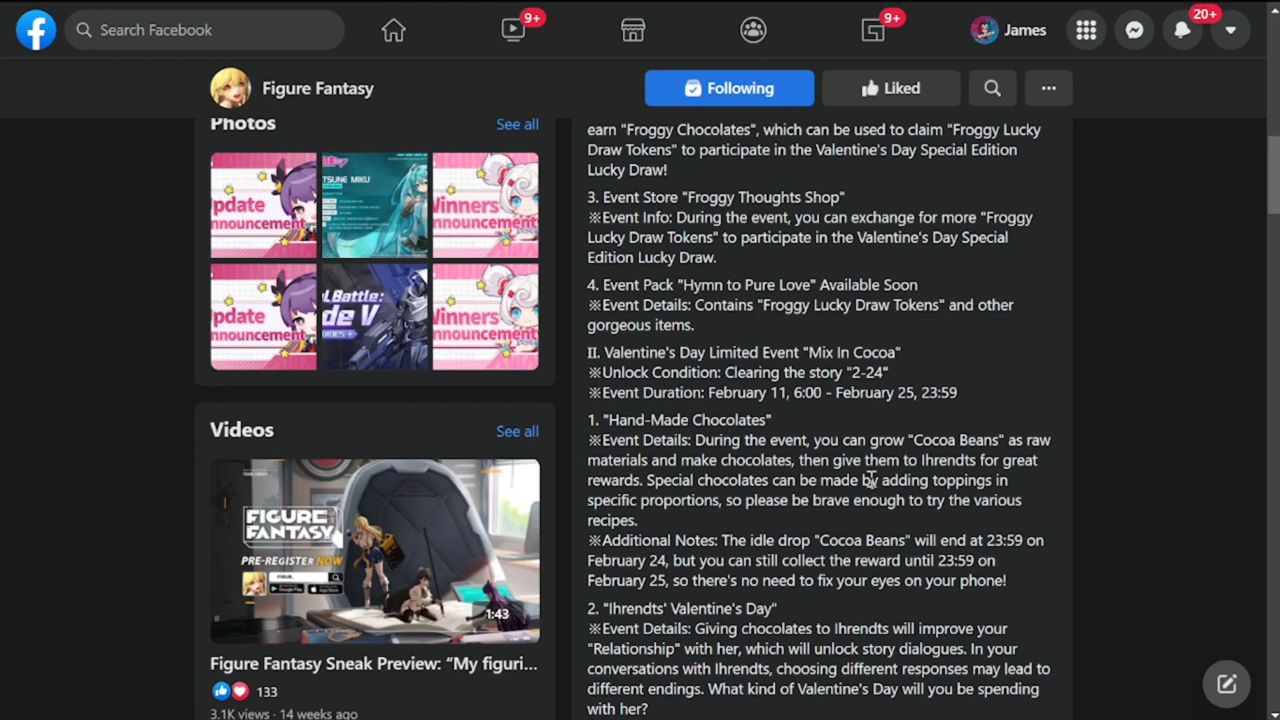 Search Facebook
9+
9+
James
20+
Figure Fantasy
Following
Liked
Photos
See all
pdate
nnouncement
TSUNE MIKU
Winners
nnouncement
pdate
nnouncement
l Battle:
de V
Winners
nnouncement
Videos
See all
FIGURE
FANTASY
PRE-REGISTER NOW
1:43
Figure Fantasy Sneak Preview: “My figuri...
133
3.1K views · 14 weeks ago
earn "Froggy Chocolates", which can be used to claim "Froggy Lucky
Draw Tokens" to participate in the Valentine's Day Special Edition
Lucky Draw!
3. Event Store "Froggy Thoughts Shop"
※Event Info: During the event, you can exchange for more "Froggy
Lucky Draw Tokens" to participate in the Valentine's Day Special
Edition Lucky Draw.
4. Event Pack "Hymn to Pure Love" Available Soon
※Event Details: Contains "Froggy Lucky Draw Tokens" and other
gorgeous items.
II. Valentine's Day Limited Event "Mix In Cocoa"
※Unlock Condition: Clearing the story "2-24"
※Event Duration: February 11, 6:00 - February 25, 23:59
1. "Hand-Made Chocolates"
※Event Details: During the event, you can grow "Cocoa Beans" as raw
materials and make chocolates, then give them to Ihrendts for great
rewards. Special chocolates can be made by adding toppings in
specific proportions, so please be brave enough to try the various
recipes.
※Additional Notes: The idle drop "Cocoa Beans" will end at 23:59 on
February 24, but you can still collect the reward until 23:59 on
February 25, so there's no need to fix your eyes on your phone!
2. "Ihrendts' Valentine's Day"
※Event Details: Giving chocolates to Ihrendts will improve your
"Relationship" with her, which will unlock story dialogues. In your
conversations with Ihrendts, choosing different responses may lead to
different endings. What kind of Valentine's Day will you be spending
with her?